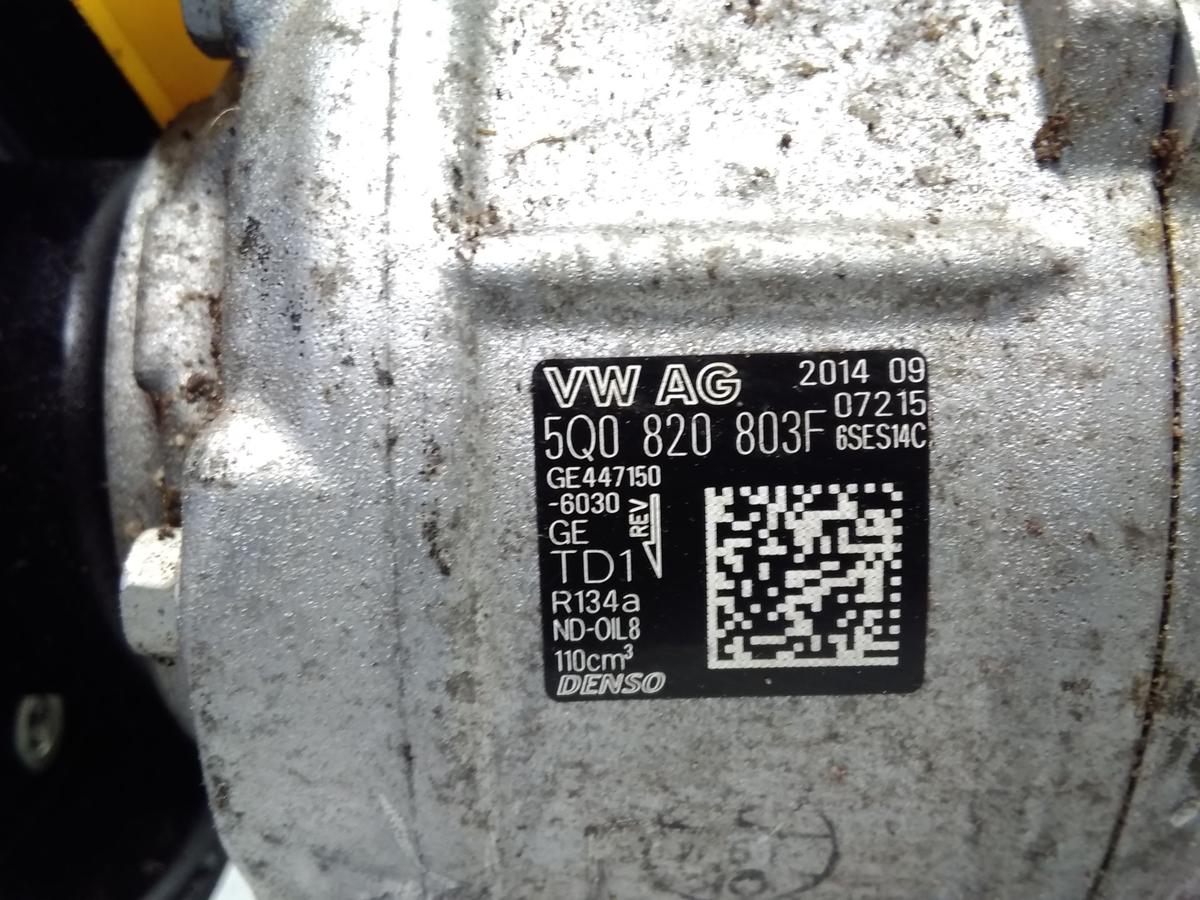 VW AG 2014 09
07215
5Q0 820 803F 6SES14C
GE447150
-6030
REV
GE
TD1
R134a
ND-OIL8
110cm³
DENSO